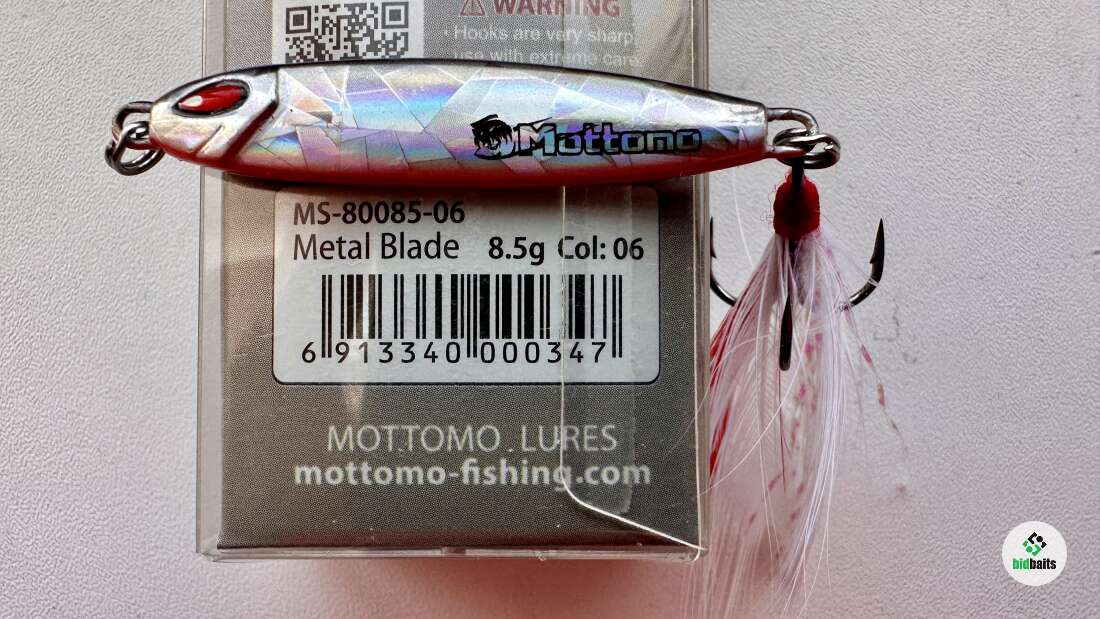 WARNING
• Hooks are very sharp
use with extreme care
Mottomo
MS-80085-06
Metal Blade 8.5g Col: 06
6 913340 000347
MOTTOMO LURES
mottomo-fishing.com
bidbaits